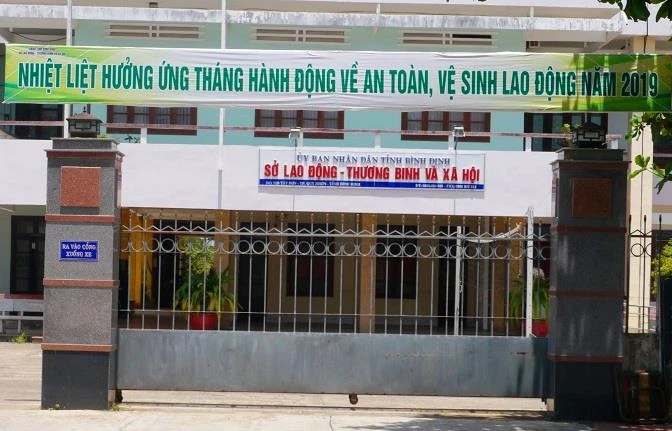 NHIỆT LIỆT HƯỞNG ỨNG THÁNG HÀNH ĐỘNG VỀ AN TOÀN, VỆ SINH LAO ĐỘNG NĂM 2019
ỦY BAN NHÂN DÂN TỈNH BÌNH ĐỊNH
SỞ LAO ĐỘNG - THƯƠNG BINH VÀ XÃ HỘI
RA VÀO CỔNG
XUỐNG XE